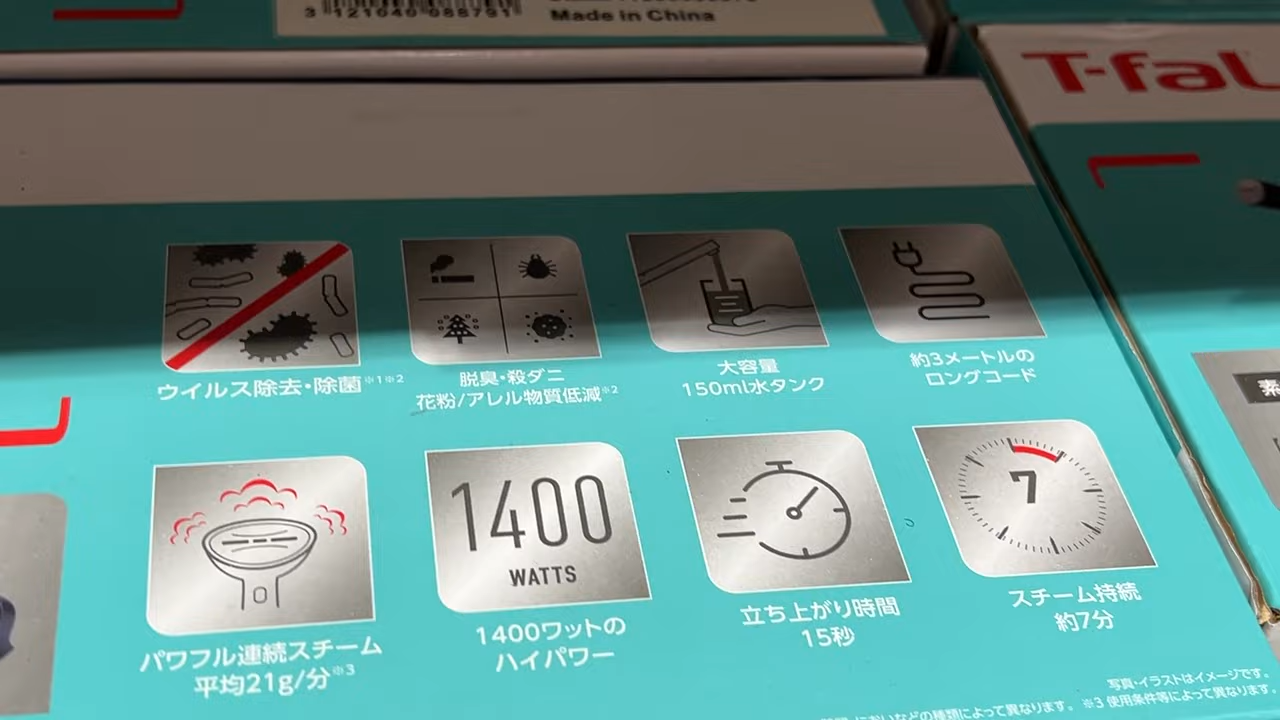 3 121040 088791
Made in China
T-faL
ウイルス除去・除菌※1※2
脱臭・殺ダニ
花粉/アレル物質低減※2
大容量
150ml水タンク
約3メートルの
ロングコード
素
1400
WATTS
7
パワフル連続スチーム
平均21g/分※3
1400ワットの
ハイパワー
立ち上がり時間
15秒
スチーム持続
約7分
写真・イラストはイメージです。
においなどの種類によって異なります。 ※3 使用条件等によって異なります。